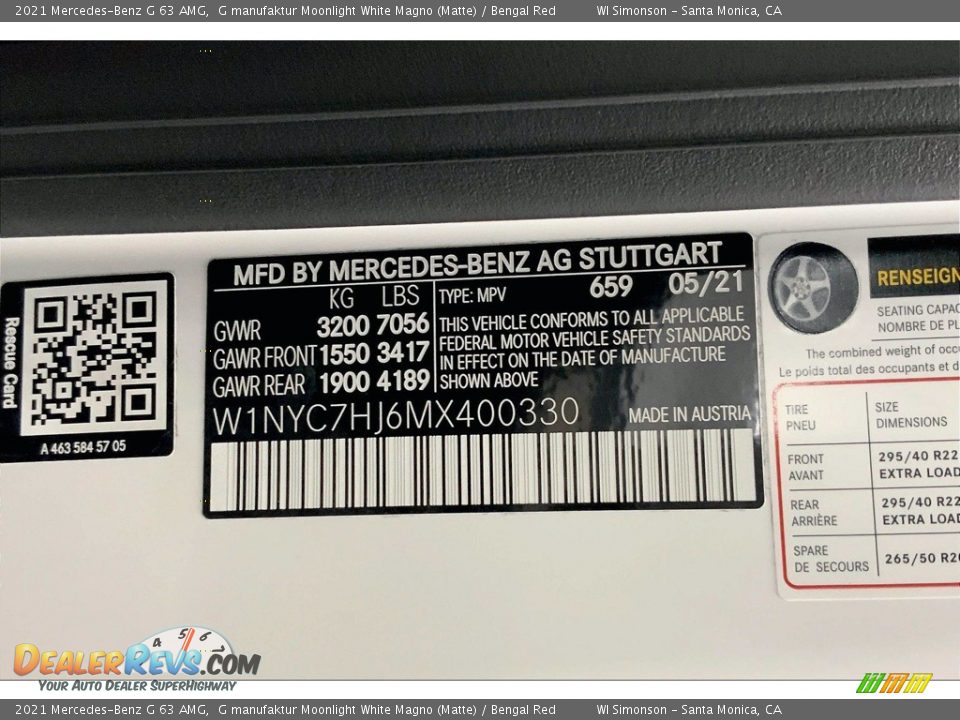 2021 Mercedes-Benz G 63 AMG, G manufaktur Moonlight White Magno (Matte) / Bengal Red WI Simonson - Santa Monica, CA
Rescue Card
A 463 584 57 05
MFD BY MERCEDES-BENZ AG STUTTGART
KG LBS
GVWR 3200 7056
GAWR FRONT 1550 3417
GAWR REAR 1900 4189
TYPE: MPV 659 05/21
THIS VEHICLE CONFORMS TO ALL APPLICABLE
FEDERAL MOTOR VEHICLE SAFETY STANDARDS
IN EFFECT ON THE DATE OF MANUFACTURE
SHOWN ABOVE
W1NYC7HJ6MX400330 MADE IN AUSTRIA
RENSEIGN
SEATING CAPAC
NOMBRE DE PL
The combined weight of occu
Le poids total des occupants et d
TIRE SIZE
PNEU DIMENSIONS
FRONT 295/40 R22
AVANT EXTRA LOAD
REAR 295/40 R22
ARRIÈRE EXTRA LOAD
SPARE
DE SECOURS 265/50 R20
4 5 6
DEALERREVS.COM
YOUR AUTO DEALER SUPERHIGHWAY
2021 Mercedes-Benz G 63 AMG, G manufaktur Moonlight White Magno (Matte) / Bengal Red WI Simonson - Santa Monica, CA